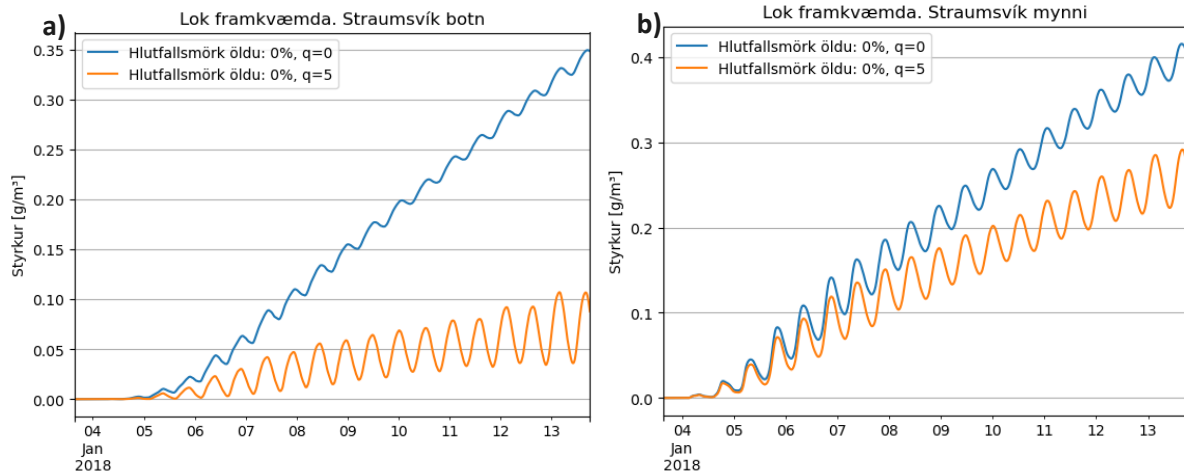 a)
Lok framkvæmda. Straumsvík botn
Hlutfallsmörk öldu: 0%, q=0
Hlutfallsmörk öldu: 0%, q=5
Styrkur [g/m³]
0.35
0.30
0.25
0.20
0.15
0.10
0.05
0.00
04 05 06 07 08 09 10 11 12 13
Jan
2018
b)
Lok framkvæmda. Straumsvík mynni
Hlutfallsmörk öldu: 0%, q=0
Hlutfallsmörk öldu: 0%, q=5
Styrkur [g/m³]
0.4
0.3
0.2
0.1
0.0
04 05 06 07 08 09 10 11 12 13
Jan
2018